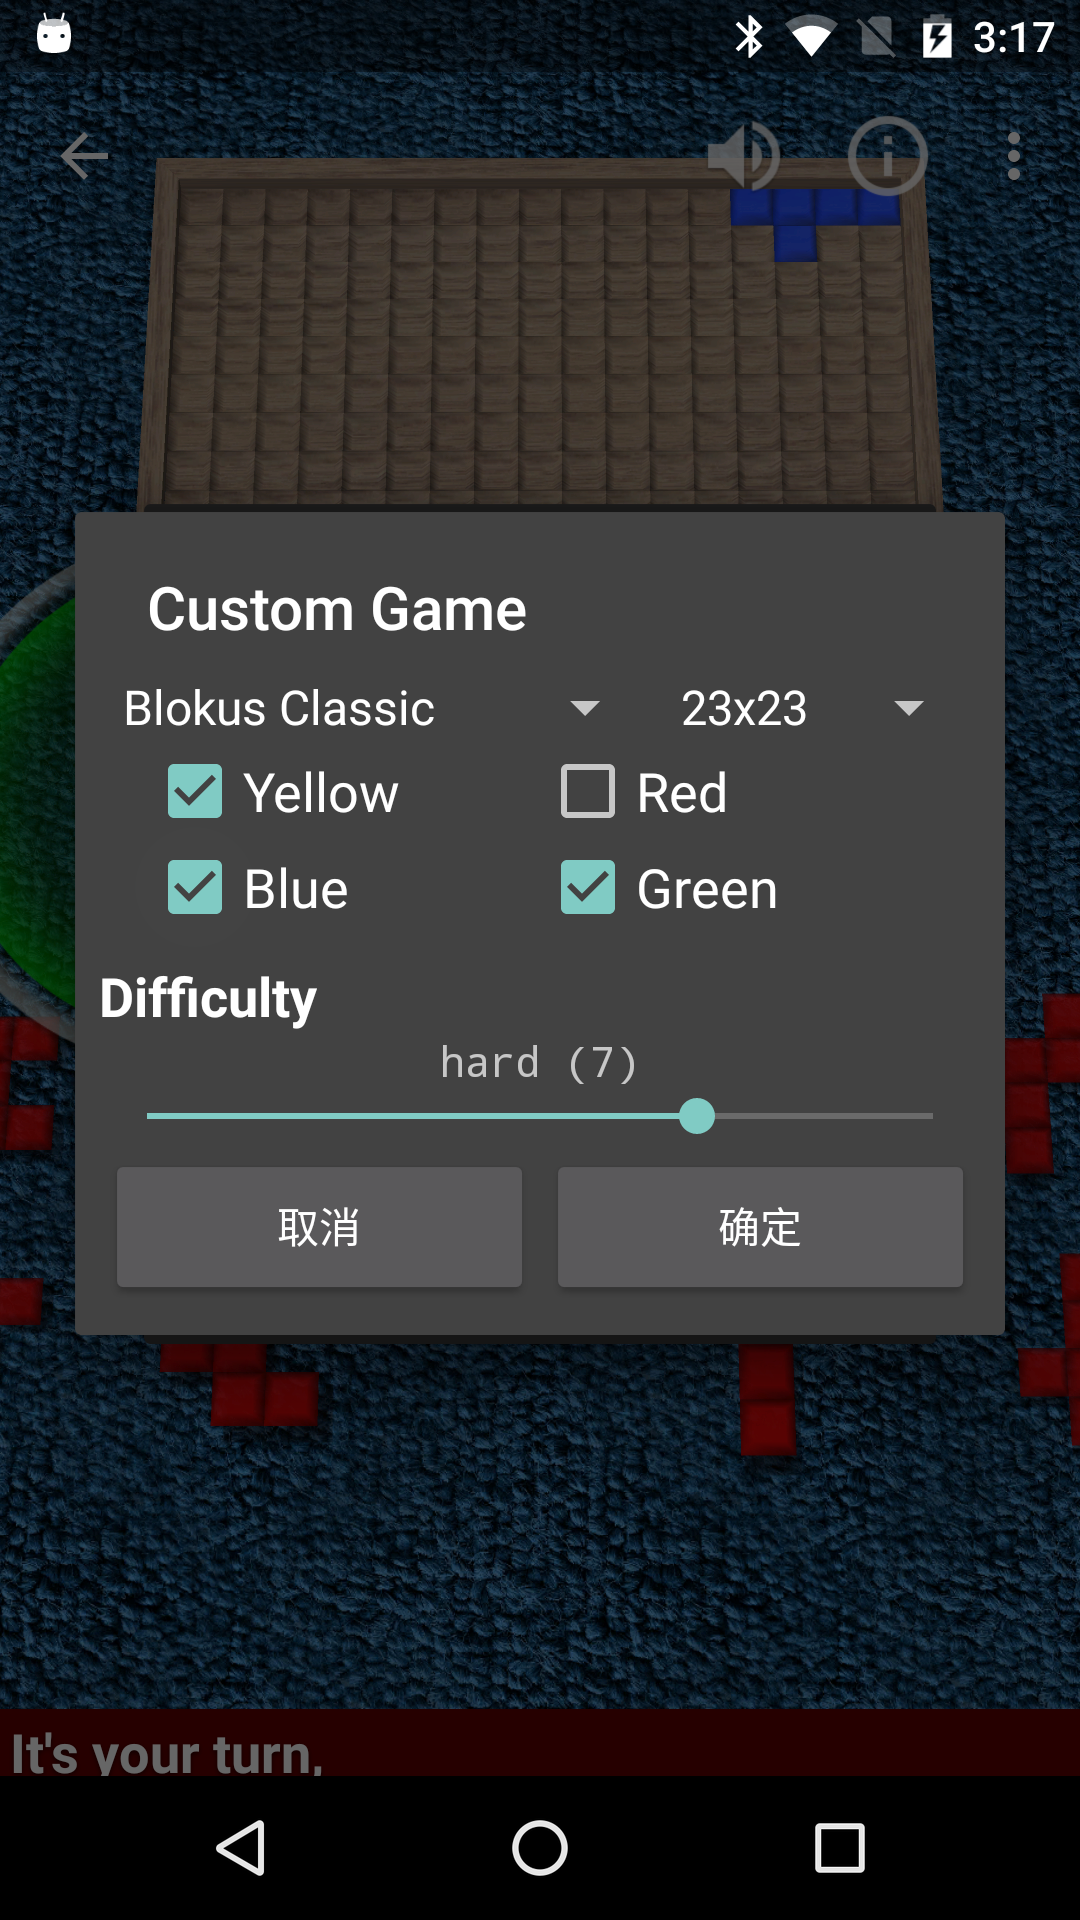 3:17
Custom Game
Blokus Classic 23x23
Yellow Red
Blue Green
Difficulty
hard (7)
取消 确定
It's your turn,